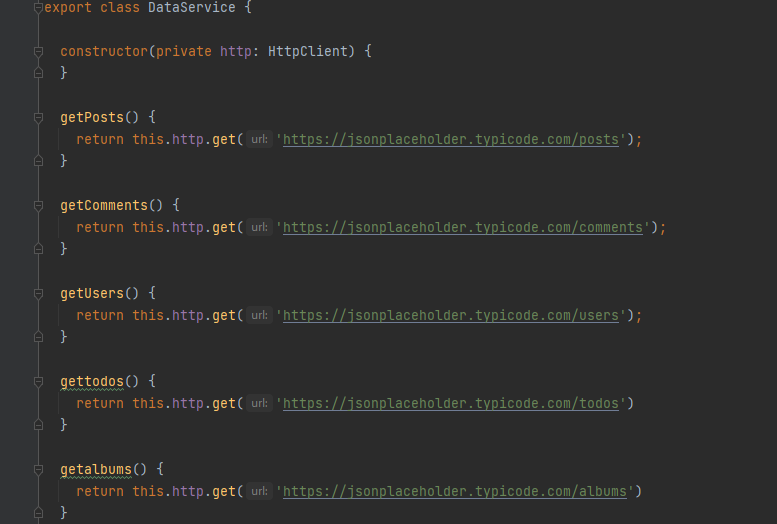 export class DataService {
constructor(private http: HttpClient) {
}
getPosts() {
return this.http.get( url: 'https://jsonplaceholder.typicode.com/posts');
}
getComments() {
return this.http.get( url: 'https://jsonplaceholder.typicode.com/comments');
}
getUsers() {
return this.http.get( url: 'https://jsonplaceholder.typicode.com/users');
}
gettodos() {
return this.http.get( url: 'https://jsonplaceholder.typicode.com/todos')
}
getalbums() {
return this.http.get( url: 'https://jsonplaceholder.typicode.com/albums')
}